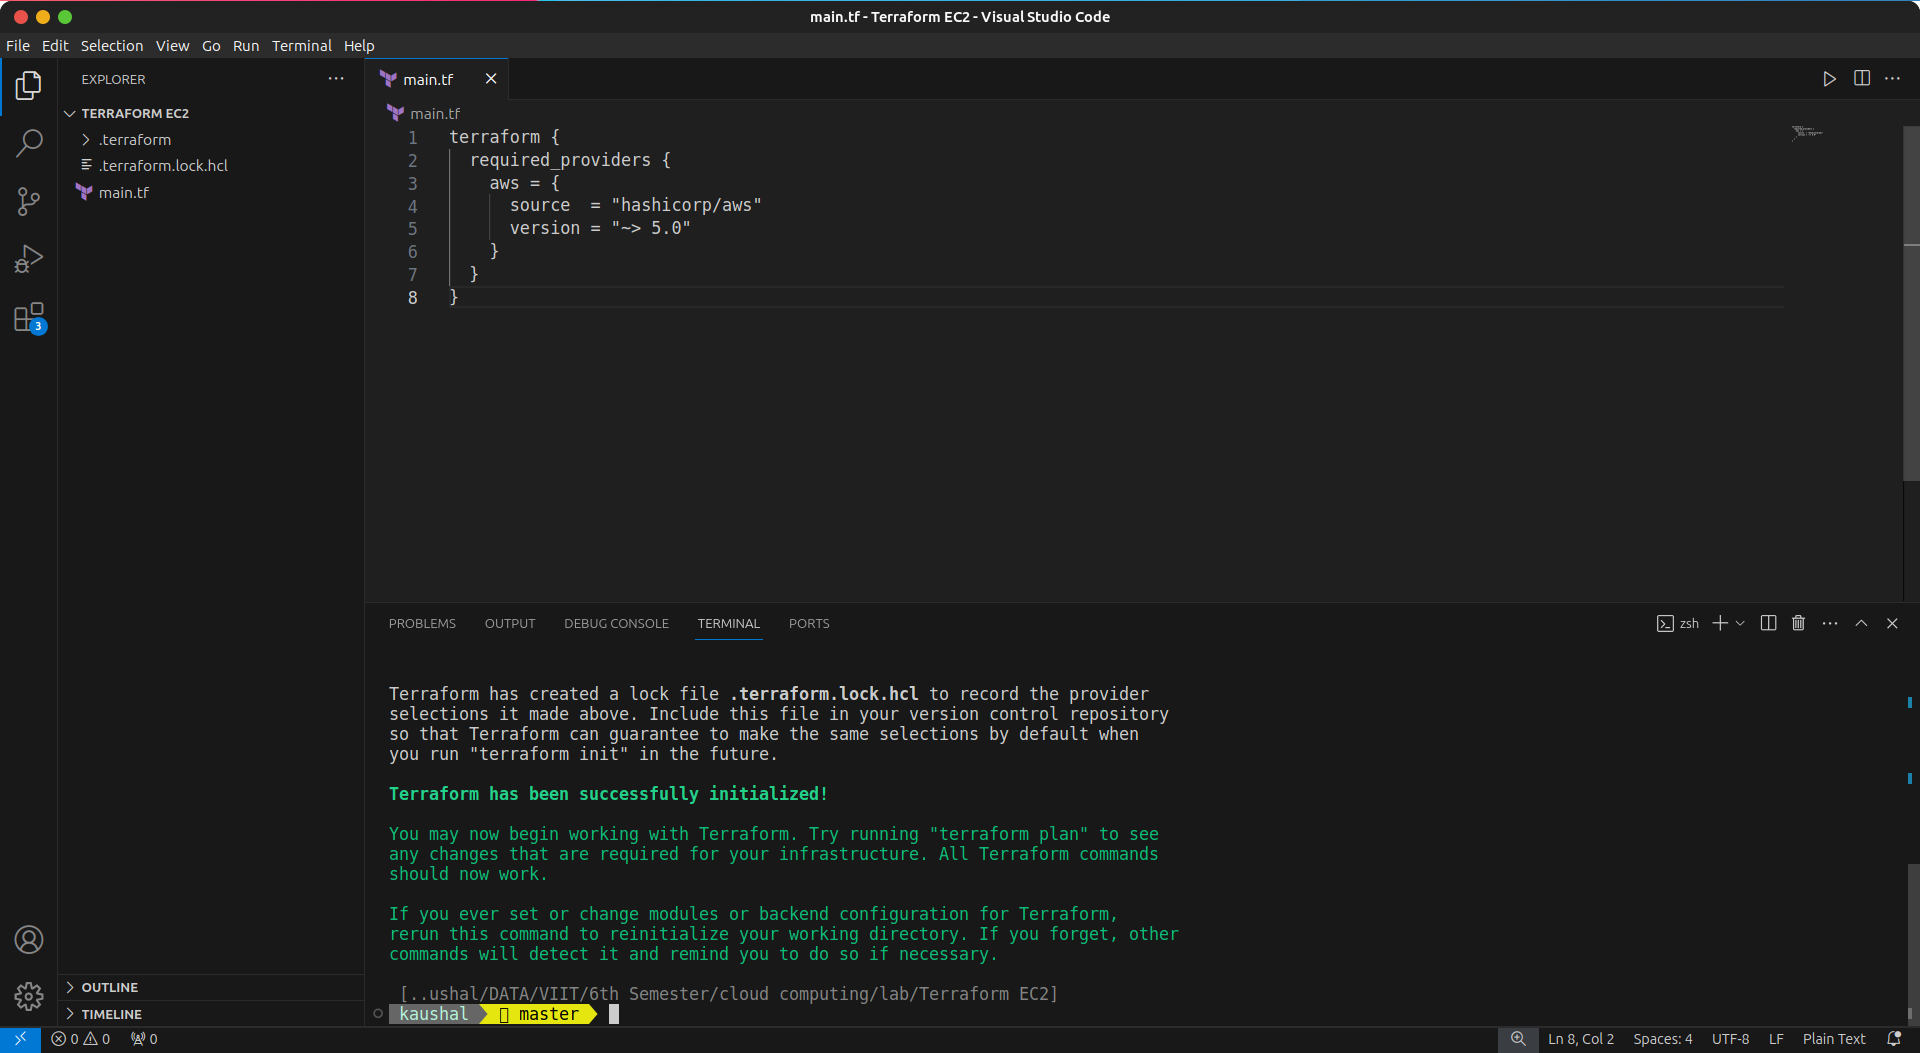 main.tf - Terraform EC2 - Visual Studio Code
File Edit Selection View Go Run Terminal Help
EXPLORER
TERRAFORM EC2
.terraform
.terraform.lock.hcl
main.tf
3
main.tf
main.tf
1 terraform {
2 required_providers {
3 aws = {
4 source  = "hashicorp/aws"
5 version = "~> 5.0"
6 }
7 }
8 }
PROBLEMS OUTPUT DEBUG CONSOLE TERMINAL PORTS
zsh
Terraform has created a lock file .terraform.lock.hcl to record the provider
selections it made above. Include this file in your version control repository
so that Terraform can guarantee to make the same selections by default when
you run "terraform init" in the future.
Terraform has been successfully initialized!
You may now begin working with Terraform. Try running "terraform plan" to see
any changes that are required for your infrastructure. All Terraform commands
should now work.
If you ever set or change modules or backend configuration for Terraform,
rerun this command to reinitialize your working directory. If you forget, other
commands will detect it and remind you to do so if necessary.
[..ushal/DATA/VIIT/6th Semester/cloud computing/lab/Terraform EC2]
kaushal master
OUTLINE
TIMELINE
0 0 0
Ln 8, Col 2 Spaces: 4 UTF-8 LF Plain Text